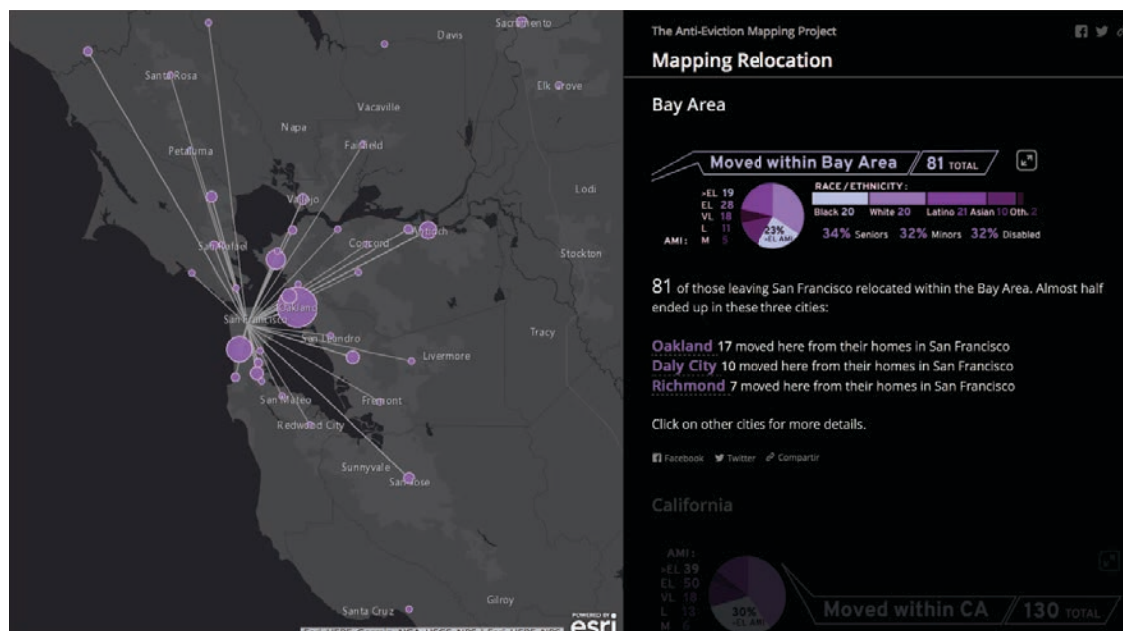 Sacramento
Davis
Elk Grove
Santa Rosa
Vacaville
Napa
Fairfield
Petaluma
Lodi
Vallejo
San Rafael
Concord
Antioch
Stockton
Oakland
San Francisco
Tracy
San Leandro
Livermore
San Mateo
Fremont
Redwood City
Sunnyvale
San Jose
Gilroy
Santa Cruz
POWERED BY
esri
The Anti-Eviction Mapping Project
Mapping Relocation
Bay Area
Moved within Bay Area // 81 TOTAL
>EL 19
EL 28
VL 18
L 11
AMI: M 5
23%
>EL AMI
RACE/ETHNICITY:
Black 20 White 20 Latino 21 Asian 10 Oth. 2
34% Seniors 32% Minors 32% Disabled
81 of those leaving San Francisco relocated within the Bay Area. Almost half
ended up in these three cities:
Oakland 17 moved here from their homes in San Francisco
Daly City 10 moved here from their homes in San Francisco
Richmond 7 moved here from their homes in San Francisco
Click on other cities for more details.
Facebook Twitter Compartir
California
AMI:
>EL 39
EL 50
VL 18
L
M
30%
>EL AMI
Moved within CA // 130 TOTAL